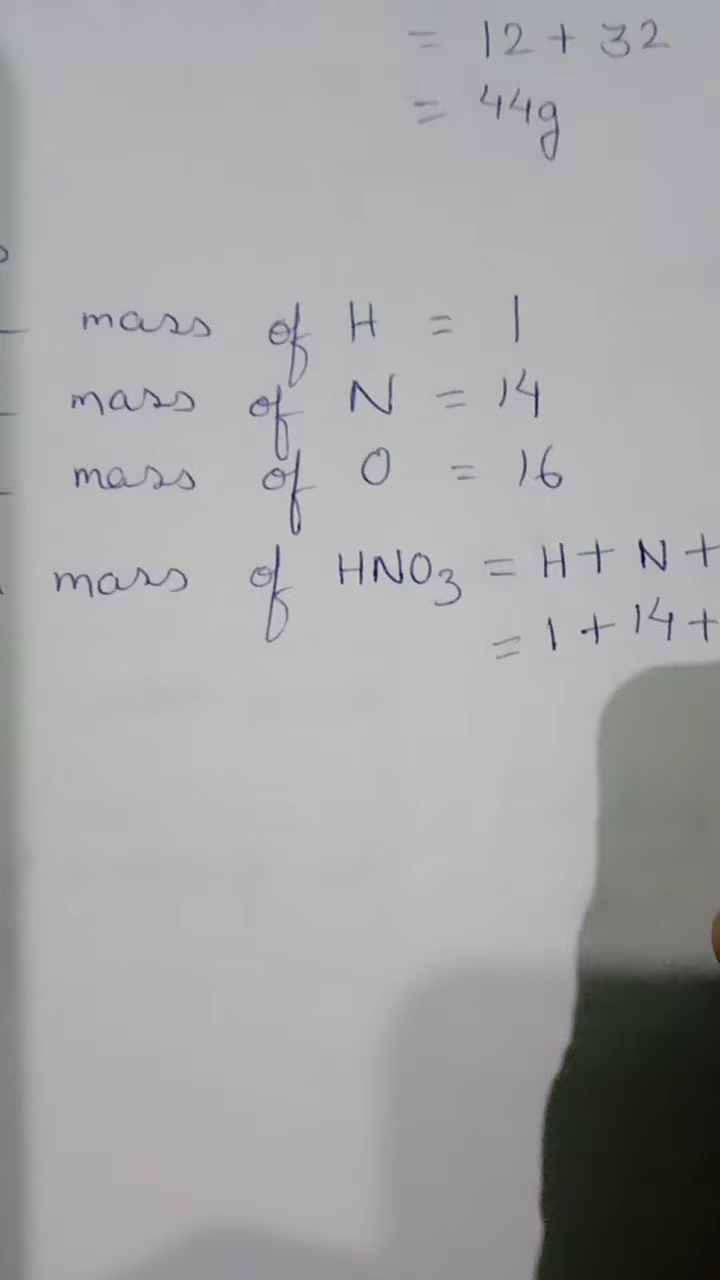 = 12 + 32
= 44g
mass of H = 1
mass of N = 14
mass of O = 16
mass of HNO3 = H + N +
= 1 + 14 +